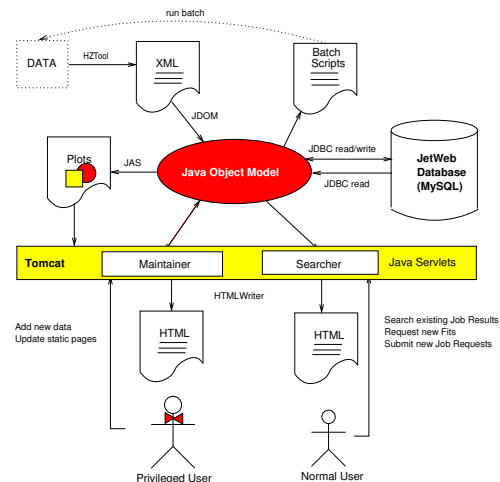 run batch
DATA
HZTool
XML
Batch
Scripts
JDOM
JDBC read/write
JDBC read
JetWeb
Database
(MySQL)
Plots
JAS
Java Object Model
Tomcat
Maintainer
Searcher
Java Servlets
HTMLWriter
Add new data
Update static pages
HTML
HTML
Search existing Job Results
Request new Fits
Submit new Job Requests
Privileged User
Normal User